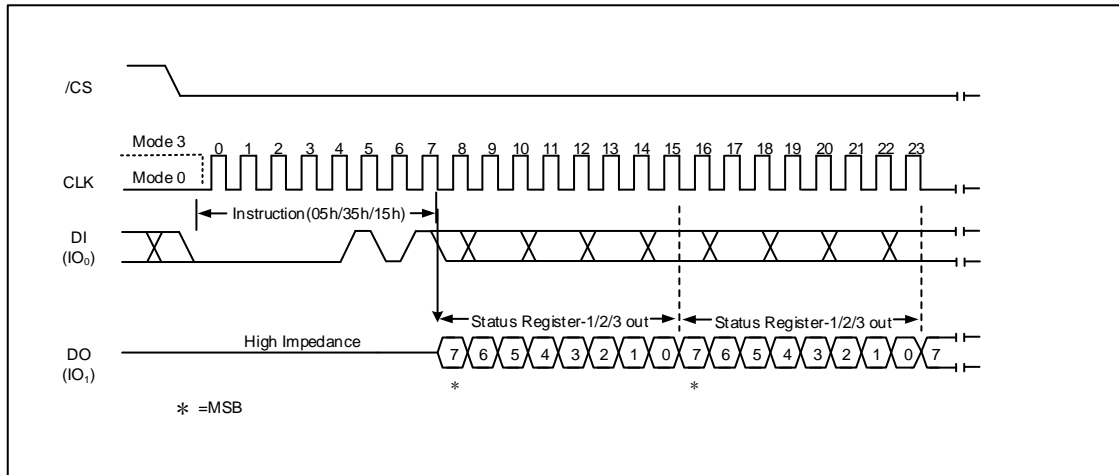 /CS
Mode 3
0 1 2 3 4 5 6 7 8 9 10 11 12 13 14 15 16 17 18 19 20 21 22 23
CLK
Mode 0
Instruction(05h/35h/15h)
DI
(IO₀)
Status Register-1/2/3 out Status Register-1/2/3 out
High Impedance
DO
(IO₁)
7 6 5 4 3 2 1 0 7 6 5 4 3 2 1 0 7
* *
* =MSB